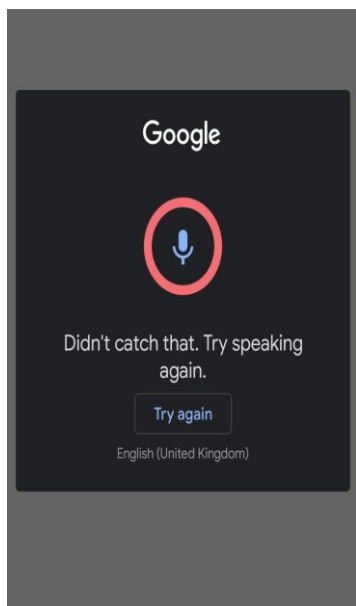 Google
Didn't catch that. Try speaking
again.
Try again
English (United Kingdom)